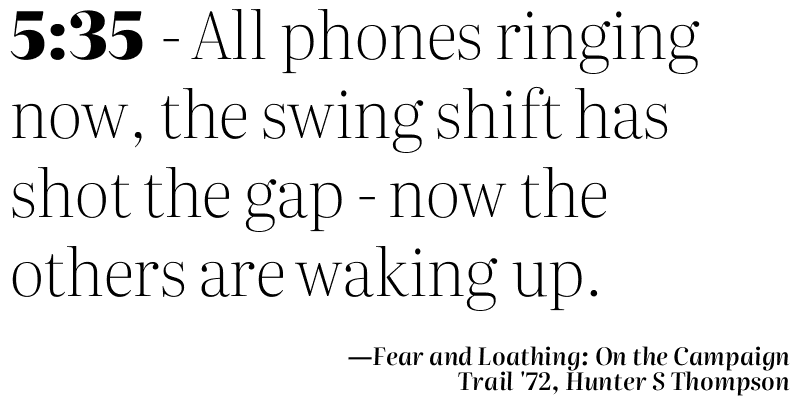 5:35 - All phones ringing
now, the swing shift has
shot the gap - now the
others are waking up.
—Fear and Loathing: On the Campaign
Trail '72, Hunter S Thompson